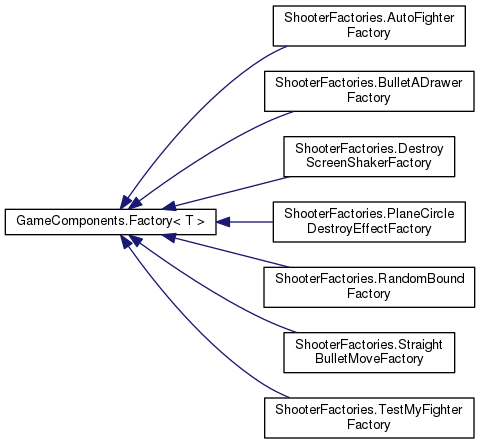 ShooterFactories.AutoFighter
Factory
ShooterFactories.BulletADrawer
Factory
ShooterFactories.Destroy
ScreenShakerFactory
GameComponents.Factory< T >
ShooterFactories.PlaneCircle
DestroyEffectFactory
ShooterFactories.RandomBound
Factory
ShooterFactories.Straight
BulletMoveFactory
ShooterFactories.TestMyFighter
Factory